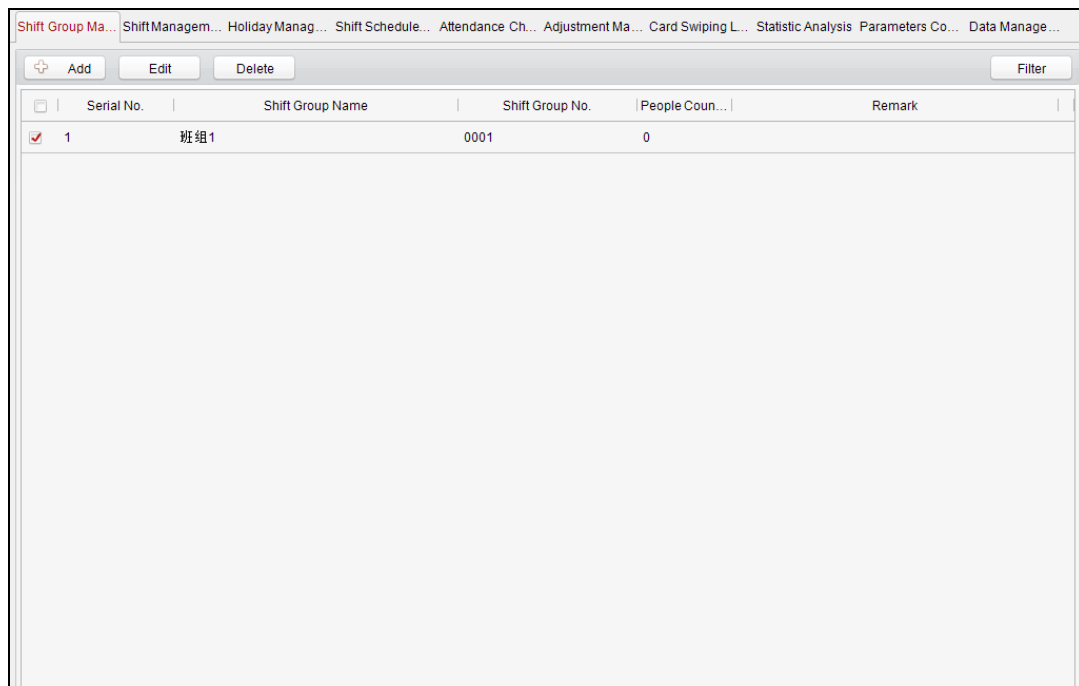 Shift Group Ma... Shift Managem... Holiday Manag... Shift Schedule... Attendance Ch... Adjustment Ma... Card Swiping L... Statistic Analysis Parameters Co... Data Manage...
Add Edit Delete Filter
Serial No. Shift Group Name Shift Group No. People Coun... Remark
1 班组1 0001 0